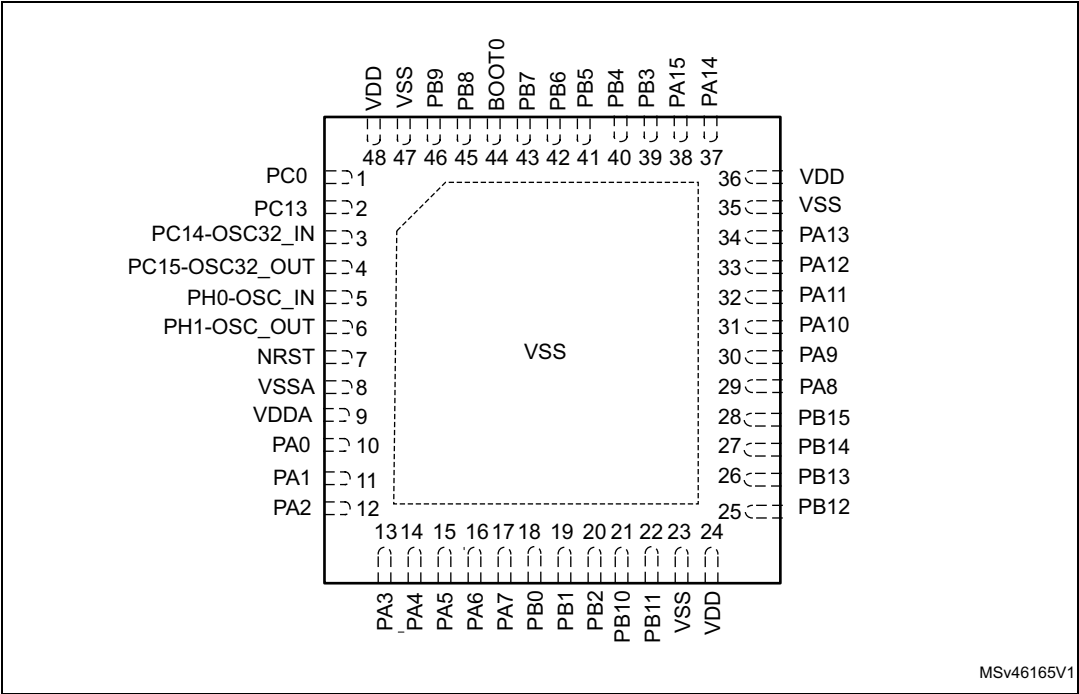 VDD VSS PB9 PB8 BOOT0 PB7 PB6 PB5 PB4 PB3 PA15 PA14
48 47 46 45 44 43 42 41 40 39 38 37
PC0 1 36 VDD
PC13 2 35 VSS
PC14-OSC32_IN 3 34 PA13
PC15-OSC32_OUT 4 33 PA12
PH0-OSC_IN 5 32 PA11
PH1-OSC_OUT 6 31 PA10
VSS
NRST 7 30 PA9
VSSA 8 29 PA8
VDDA 9 28 PB15
PA0 10 27 PB14
PA1 11 26 PB13
PA2 12 25 PB12
13 14 15 16 17 18 19 20 21 22 23 24
PA3 _PA4 PA5 PA6 PA7 PB0 PB1 PB2 PB10 PB11 VSS VDD
MSv46165V1